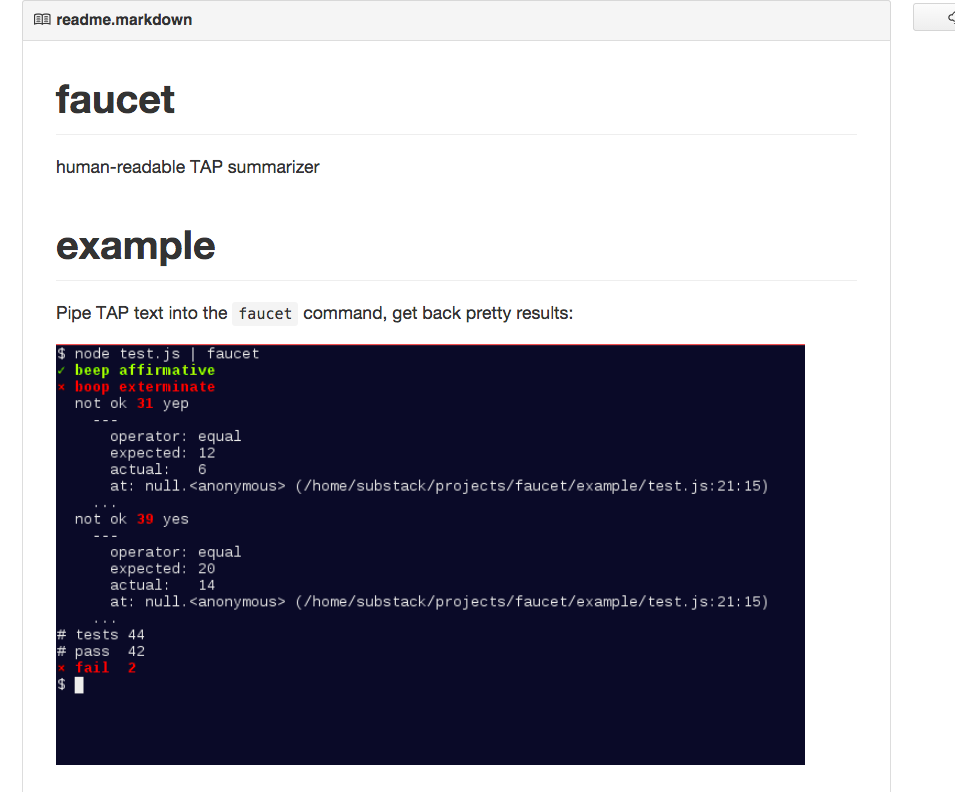 readme.markdown
faucet
human-readable TAP summarizer
example
Pipe TAP text into the faucet command, get back pretty results:
$ node test.js | faucet
✓ beep affirmative
× boop exterminate
not ok 31 yep
---
operator: equal
expected: 12
actual: 6
at: null.<anonymous> (/home/substack/projects/faucet/example/test.js:21:15)
...
not ok 39 yes
---
operator: equal
expected: 20
actual: 14
at: null.<anonymous> (/home/substack/projects/faucet/example/test.js:21:15)
...
# tests 44
# pass 42
× fail 2
$